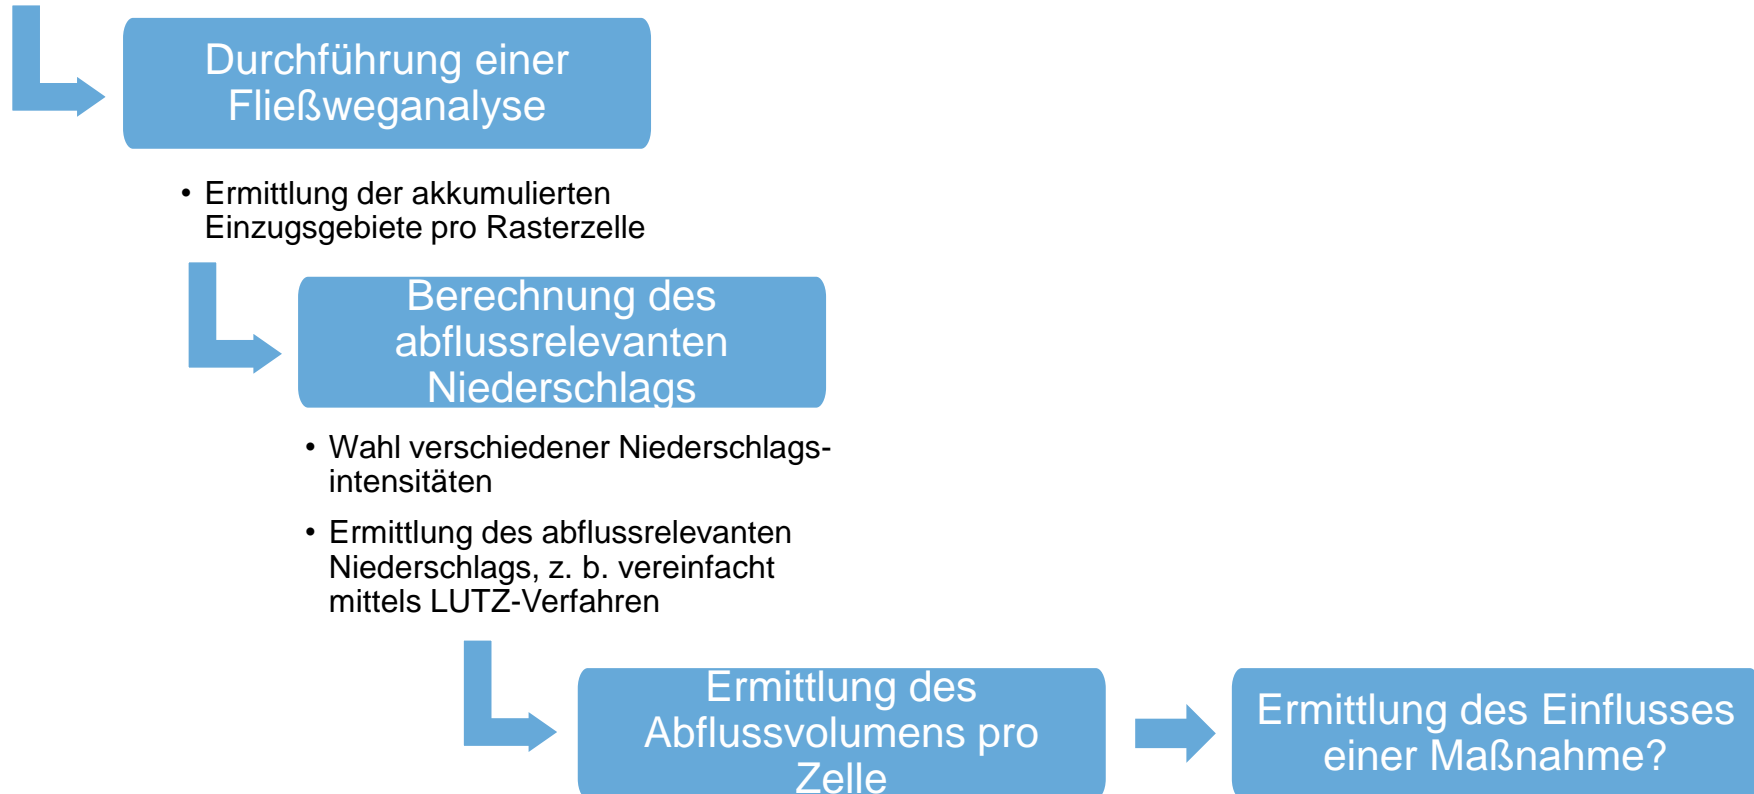 Durchführung einer
Fließweganalyse
• Ermittlung der akkumulierten
Einzugsgebiete pro Rasterzelle
Berechnung des
abflussrelevanten
Niederschlags
• Wahl verschiedener Niederschlags-
intensitäten
• Ermittlung des abflussrelevanten
Niederschlags, z. b. vereinfacht
mittels LUTZ-Verfahren
Ermittlung des
Abflussvolumens pro
Zelle
Ermittlung des Einflusses
einer Maßnahme?